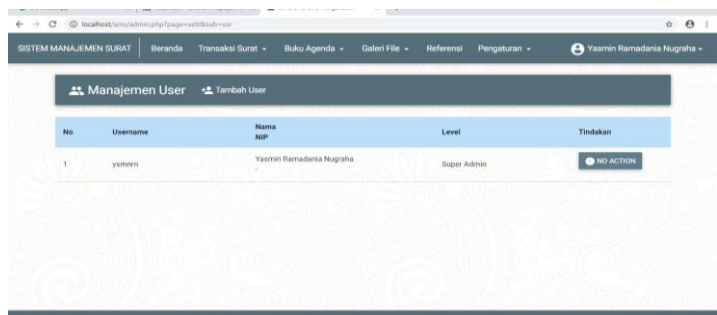 localhost/ams/admin.php?page=sett&sub=usr
SISTEM MANAJEMEN SURAT Beranda Transaksi Surat Buku Agenda Galeri File Referensi Pengaturan Yasmin Ramadania Nugraha
Manajemen User Tambah User
No Username Nama Level Tindakan
NIP
1 ysmnrn Yasmin Ramadania Nugraha Super Admin NO ACTION
-